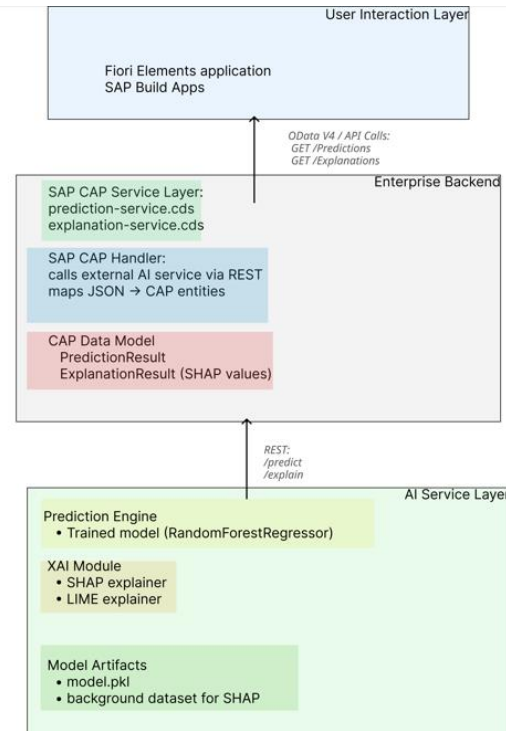 User Interaction Layer
Fiori Elements application
SAP Build Apps
OData V4 / API Calls:
GET /Predictions
GET /Explanations
Enterprise Backend
SAP CAP Service Layer:
prediction-service.cds
explanation-service.cds
SAP CAP Handler:
calls external AI service via REST
maps JSON → CAP entities
CAP Data Model
PredictionResult
ExplanationResult (SHAP values)
REST:
/predict
/explain
AI Service Layer
Prediction Engine
• Trained model (RandomForestRegressor)
XAI Module
• SHAP explainer
• LIME explainer
Model Artifacts
• model.pkl
• background dataset for SHAP